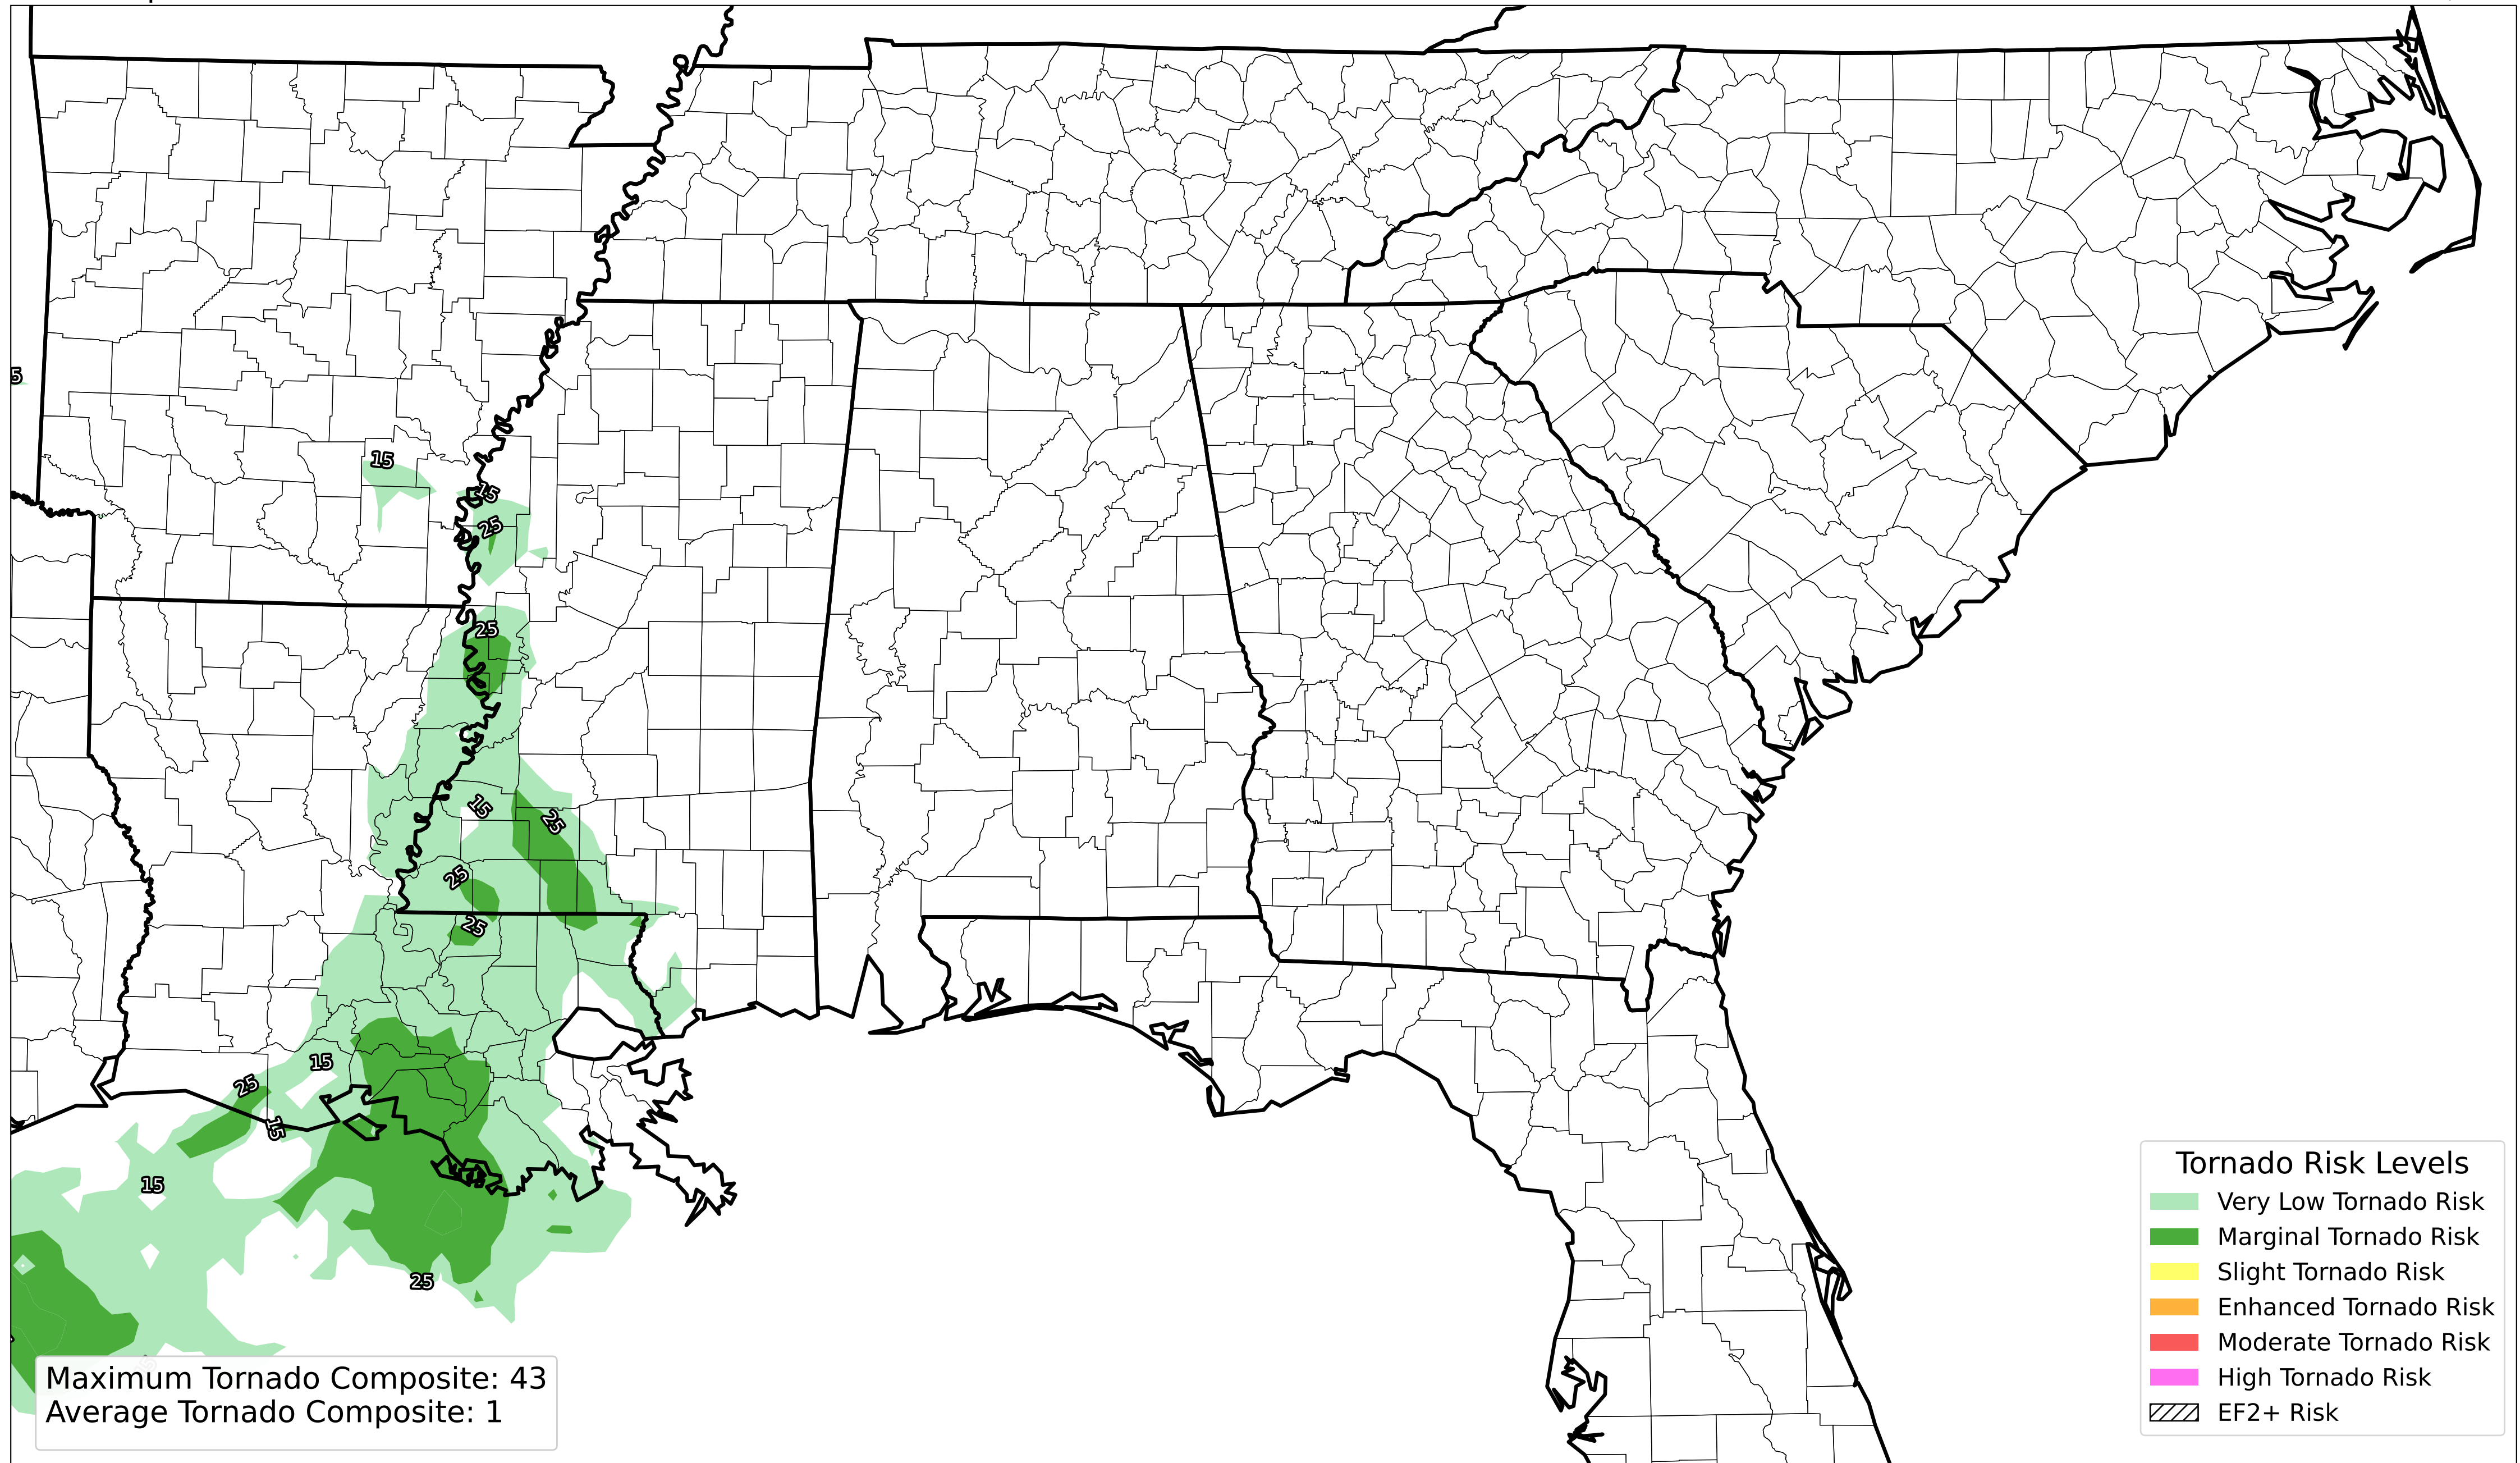 5
15
15
25
25
15
25
25
25
15
25
15
15
25
Maximum Tornado Composite: 43
Average Tornado Composite: 1
Tornado Risk Levels
Very Low Tornado Risk
Marginal Tornado Risk
Slight Tornado Risk
Enhanced Tornado Risk
Moderate Tornado Risk
High Tornado Risk
EF2+ Risk